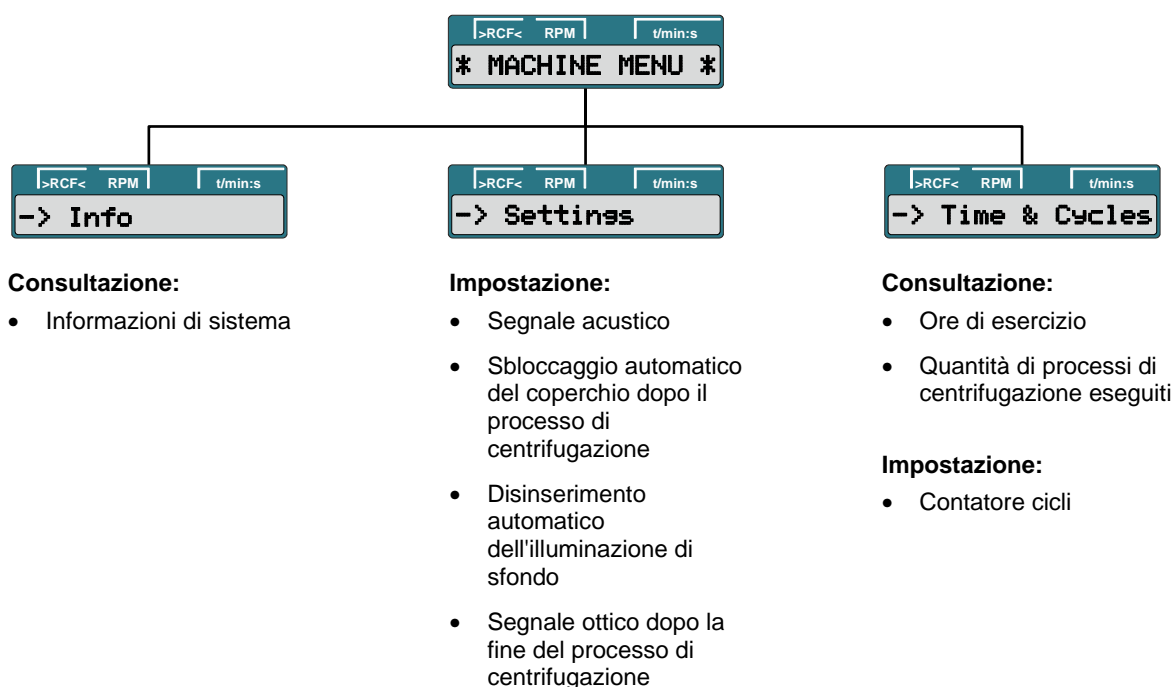 >RCF< RPM t/min:s
* MACHINE MENU *
>RCF< RPM t/min:s
-> Info
Consultazione:
• Informazioni di sistema
>RCF< RPM t/min:s
-> Settings
Impostazione:
• Segnale acustico
• Sbloccaggio automatico
del coperchio dopo il
processo di
centrifugazione
• Disinserimento
automatico
dell'illuminazione di
sfondo
• Segnale ottico dopo la
fine del processo di
centrifugazione
>RCF< RPM t/min:s
-> Time & Cycles
Consultazione:
• Ore di esercizio
• Quantità di processi di
centrifugazione eseguiti
Impostazione:
• Contatore cicli